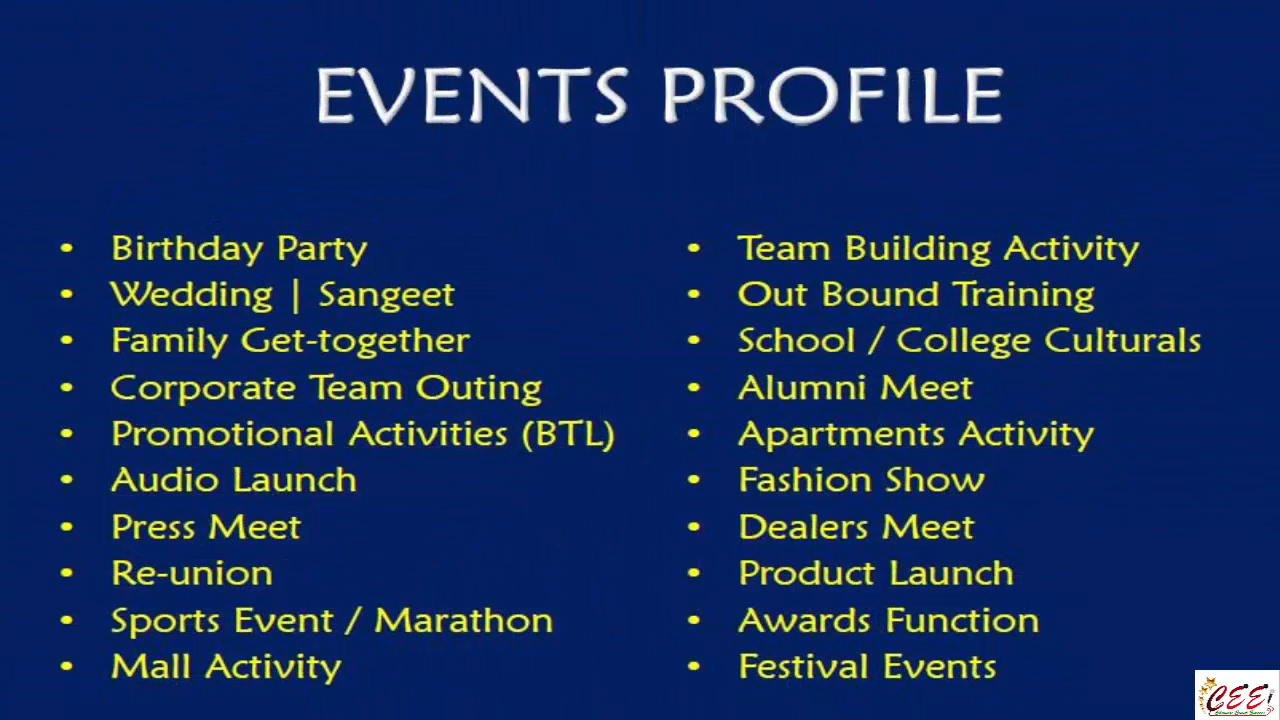 EVENTS PROFILE
• Birthday Party
• Wedding | Sangeet
• Family Get-together
• Corporate Team Outing
• Promotional Activities (BTL)
• Audio Launch
• Press Meet
• Re-union
• Sports Event / Marathon
• Mall Activity
• Team Building Activity
• Out Bound Training
• School / College Culturals
• Alumni Meet
• Apartments Activity
• Fashion Show
• Dealers Meet
• Product Launch
• Awards Function
• Festival Events
CEE